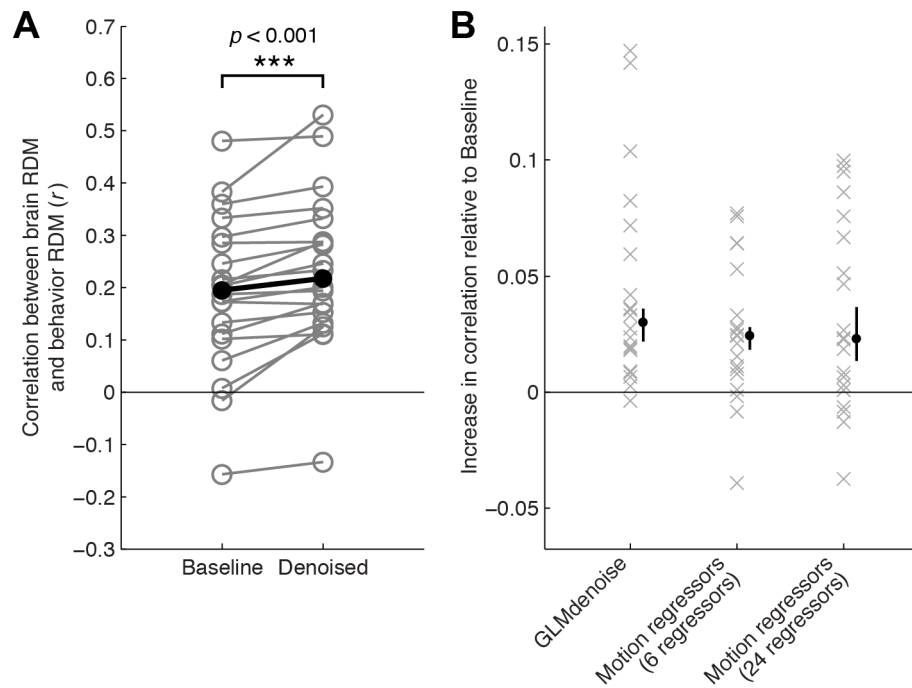 A
Correlation between brain RDM
and behavior RDM (r)
0.7
0.6
0.5
0.4
0.3
0.2
0.1
0
−0.1
−0.2
−0.3
p < 0.001
***
Baseline
Denoised
B
Increase in correlation relative to Baseline
0.15
0.1
0.05
0
−0.05
GLMdenoise
Motion regressors
(6 regressors)
Motion regressors
(24 regressors)